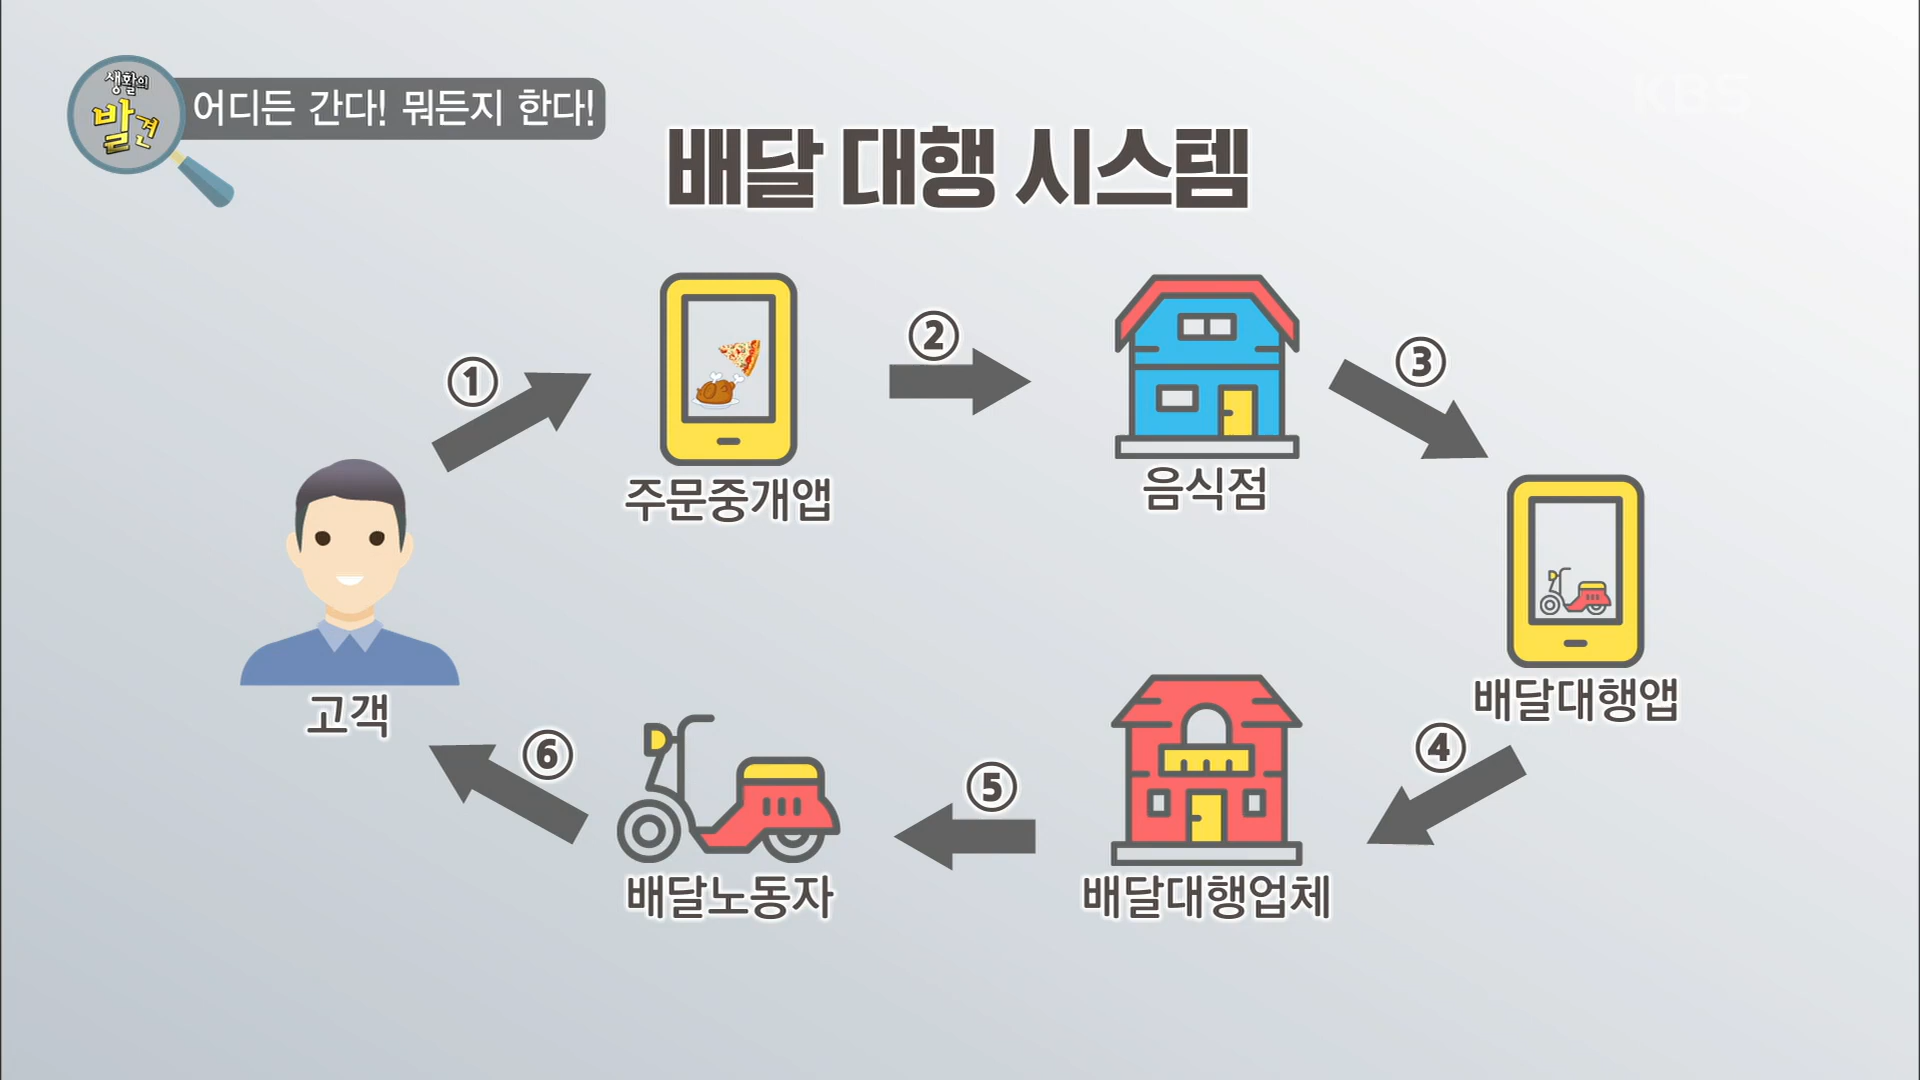 생활의
발견
어디든 간다! 뭐든지 한다!
KBS
배달 대행 시스템
①
②
③
주문중개앱
음식점
고객
배달대행앱
⑥
⑤
④
배달노동자
배달대행업체